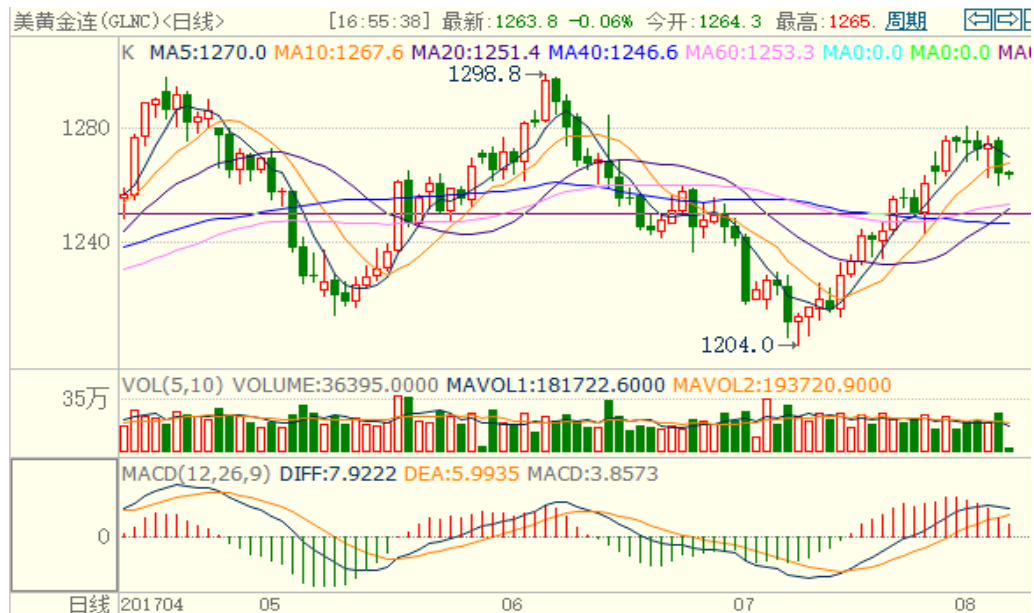 美黄金连(GLNC)<日线> [16:55:38] 最新:1263.8 -0.06% 今开:1264.3 最高:1265. 周期
K MA5:1270.0 MA10:1267.6 MA20:1251.4 MA40:1246.6 MA60:1253.3 MA0:0.0 MA0:0.0
1298.8
1280
1240
1204.0
VOL(5,10) VOLUME:36395.0000 MAVOL1:181722.6000 MAVOL2:193720.9000
35万
MACD(12,26,9) DIFF:7.9222 DEA:5.9935 MACD:3.8573
0
日线 201704 05 06 07 08